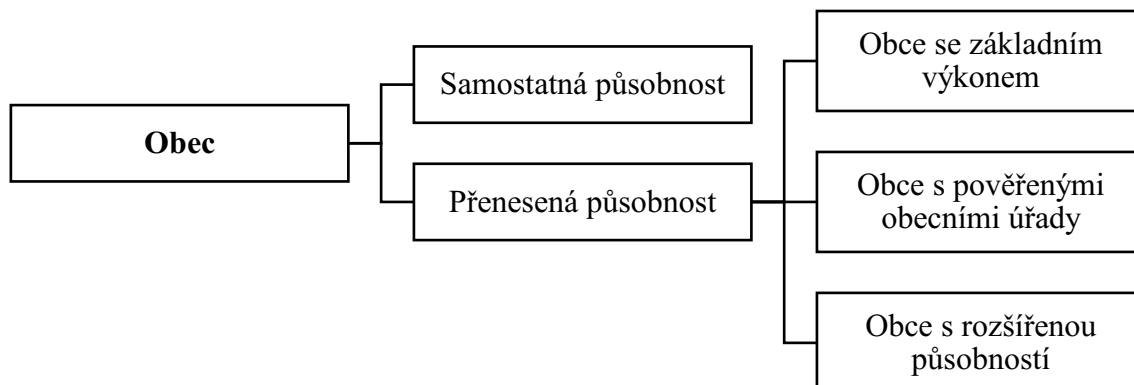 Obec
Samostatná působnost
Přenesená působnost
Obce se základním
výkonem
Obce s pověřenými
obecními úřady
Obce s rozšířenou
působností